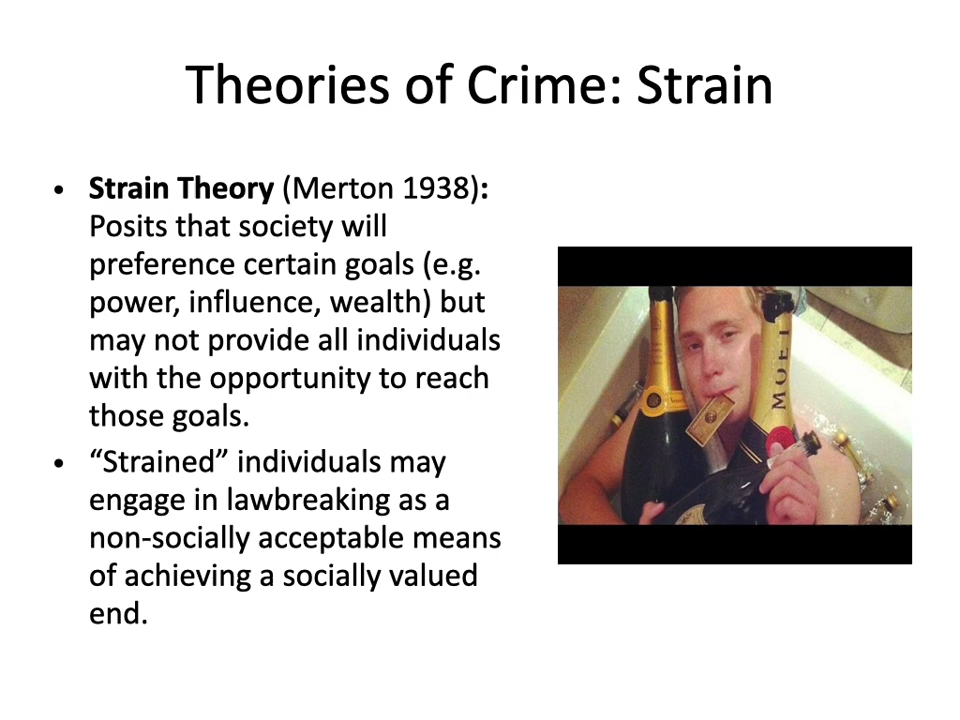 Theories of Crime: Strain
• Strain Theory (Merton 1938):
Posits that society will
preference certain goals (e.g.
power, influence, wealth) but
may not provide all individuals
with the opportunity to reach
those goals.
• “Strained” individuals may
engage in lawbreaking as a
non-socially acceptable means
of achieving a socially valued
end.
MOET